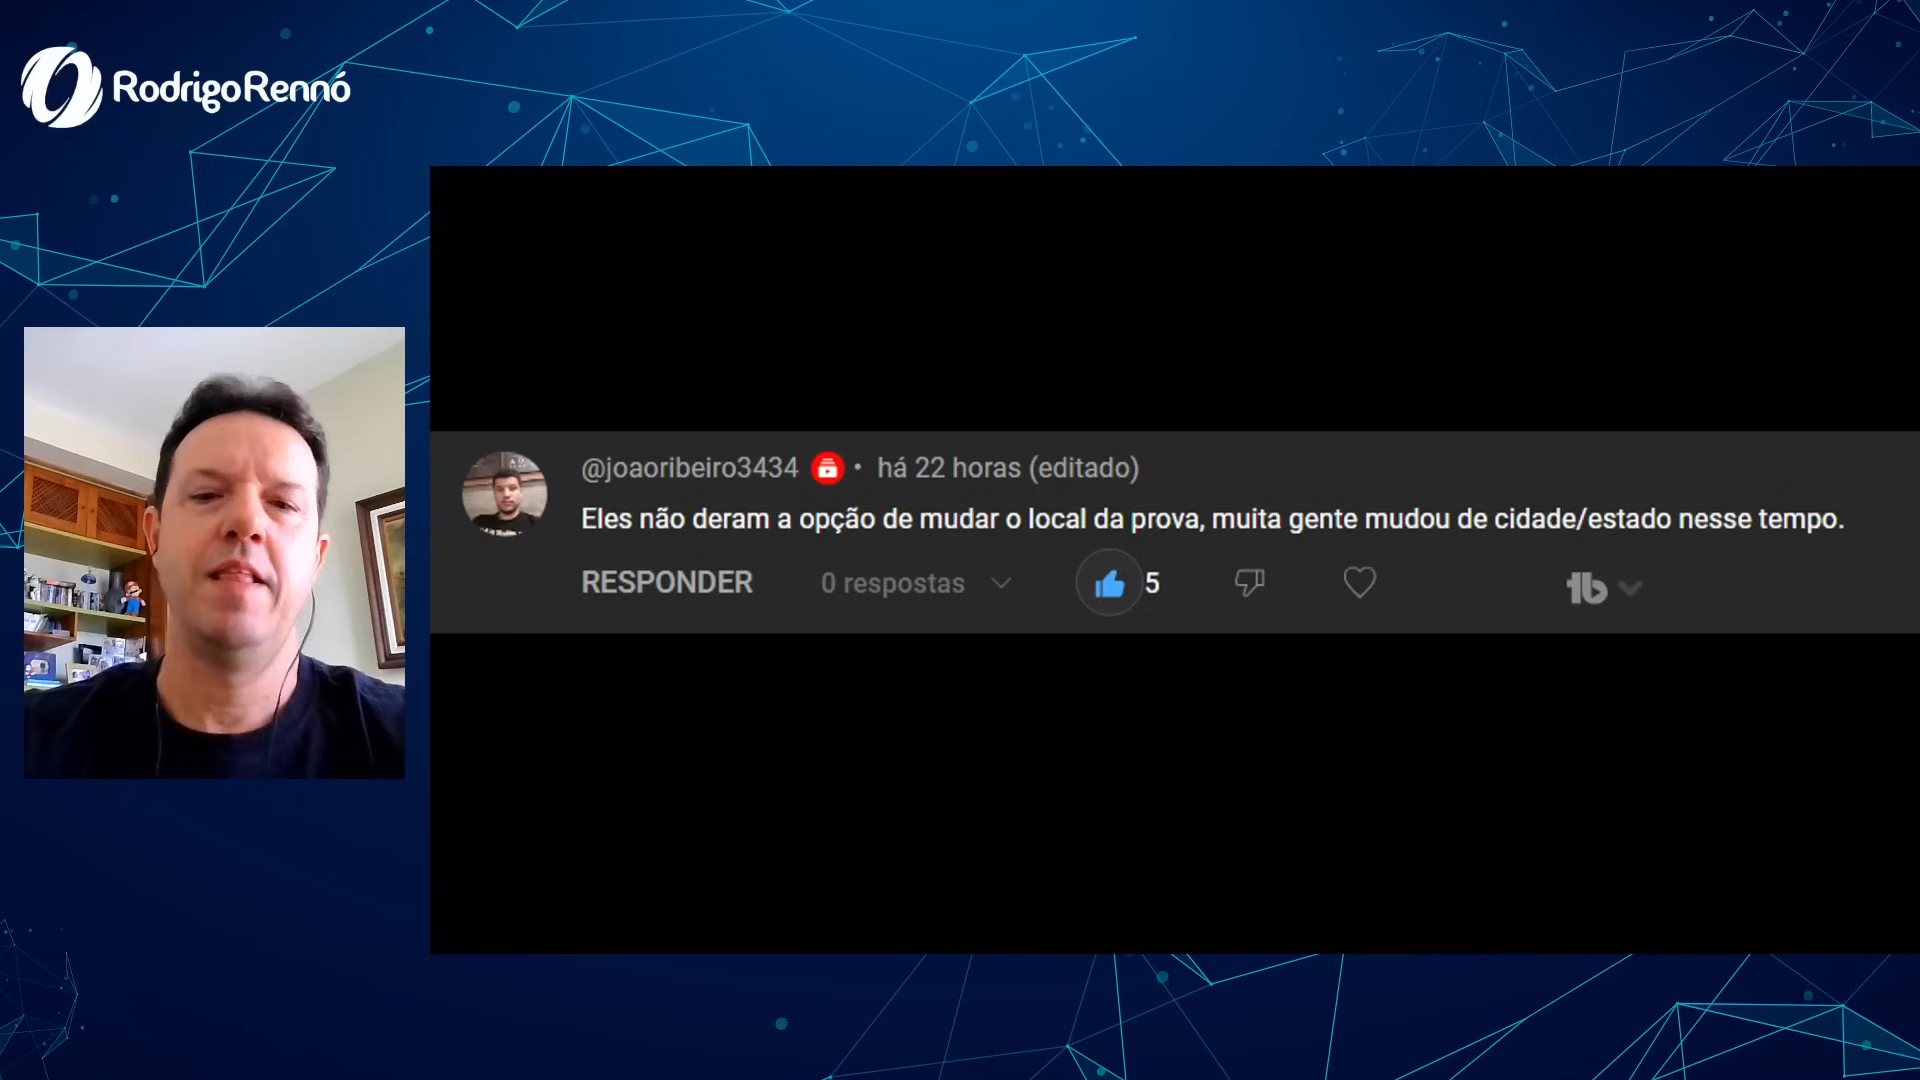 RodrigoRennó
@joaoribeiro3434 • há 22 horas (editado)
Eles não deram a opção de mudar o local da prova, muita gente mudou de cidade/estado nesse tempo.
RESPONDER 0 respostas 5 tb